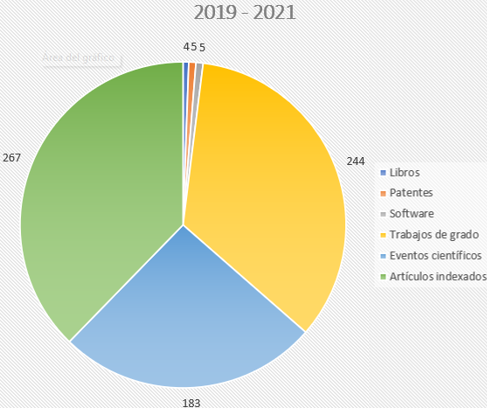 2019 - 2021
4 5 5
Área del gráfico
267
244
Libros
Patentes
Software
Trabajos de grado
Eventos científicos
Artículos indexados
183